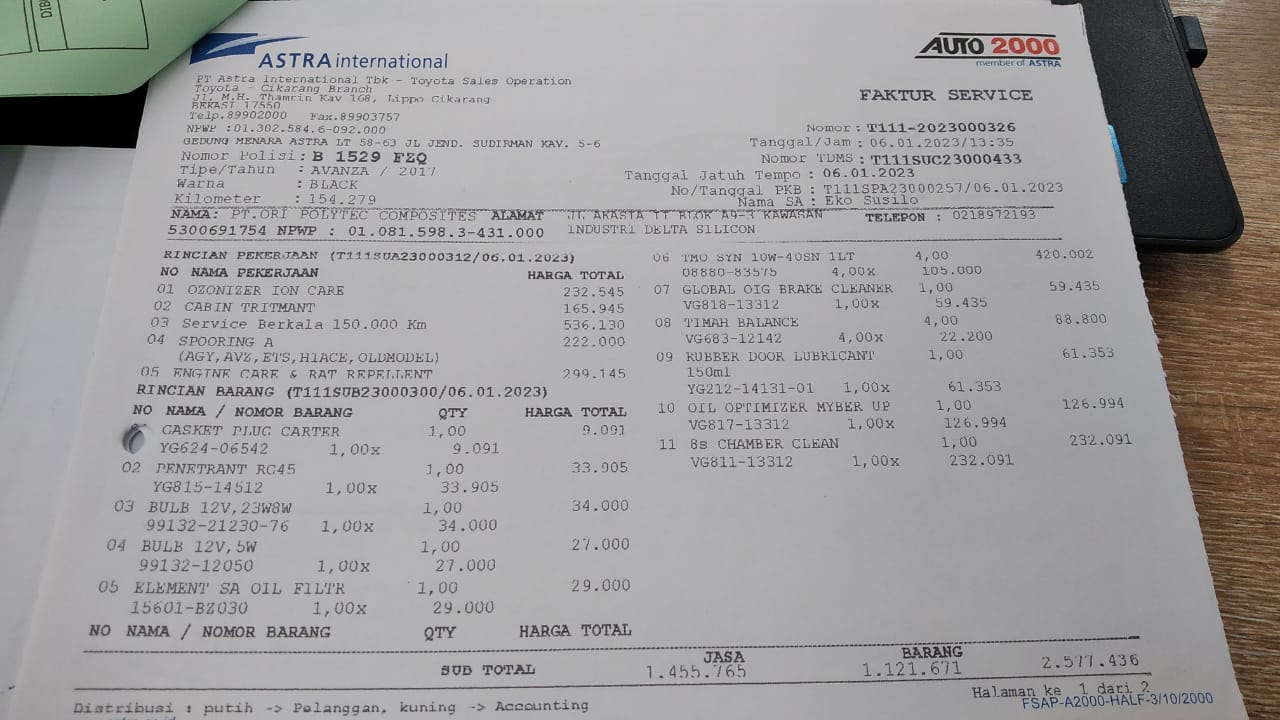 DIB
ASTRA international
AUTO 2000
member of ASTRA
PT Astra International Tbk - Toyota Sales Operation
Toyota - Cikarang Branch
Jl. M.H. Thamrin Kav 168, Lippo Cikarang
BEKASI 17550
Telp.89902000 Fax.89903757
NPWP :01.302.584.6-092.000
GEDUNG MENARA ASTRA LT 58-63 JL JEND. SUDIRMAN KAV. 5-6
FAKTUR SERVICE
Nomor : T111-2023000326
Tanggal/Jam : 06.01.2023/13:35
Nomor TDMS : T111SUC23000433
Tanggal Jatuh Tempo : 06.01.2023
No/Tanggal PKB : T111SPA23000257/06.01.2023
Nama SA : Eko Susilo
Nomor Polisi : B 1529 FZQ
Tipe/Tahun : AVANZA / 2017
Warna : BLACK
Kilometer : 154.279
NAMA: PT.ORI POLYTEC COMPOSITES ALAMAT JL AKASIA II BLOK A9-3 KAWASAN TELEPON : 0218972193
5300691754 NPWP : 01.081.598.3-431.000 INDUSTRI DELTA SILICON
RINCIAN PEKERJAAN (T111SUA23000312/06.01.2023)
NO NAMA PEKERJAAN HARGA TOTAL
01 OZONIZER ION CARE 232.545
02 CABIN TRITMANT 165.945
03 Service Berkala 150.000 Km 536.130
04 SPOORING A 222.000
(AGY,AVZ,ETS,HIACE,OLDMODEL)
05 ENGINE CARE & RAT REPELLENT 299.145
RINCIAN BARANG (T111SUB23000300/06.01.2023)
NO NAMA / NOMOR BARANG QTY HARGA TOTAL
GASKET PLUG CARTER 1,00 9.091
YG624-06542 1,00x 9.091
02 PENETRANT RG45 1,00 33.905
YG815-14512 1,00x 33.905
03 BULB 12V,23W8W 1,00 34.000
99132-21230-76 1,00x 34.000
04 BULB 12V,5W 1,00 27.000
99132-12050 1,00x 27.000
05 ELEMENT SA OIL FILTR 1,00 29.000
15601-BZ030 1,00x 29.000
NO NAMA / NOMOR BARANG QTY HARGA TOTAL
06 TMO SYN 10W-40SN 1LT 4,00 420.002
08880-83575 4,00x 105.000
07 GLOBAL OIG BRAKE CLEANER 1,00 59.435
VG818-13312 1,00x 59.435
08 TIMAH BALANCE 4,00 88.800
VG683-12142 4,00x 22.200
09 RUBBER DOOR LUBRICANT 1,00 61.353
150ml
YG212-14131-01 1,00x 61.353
10 OIL OPTIMIZER MYBER UP 1,00 126.994
VG817-13312 1,00x 126.994
11 8s CHAMBER CLEAN 1,00 232.091
VG811-13312 1,00x 232.091
JASA BARANG
SUB TOTAL 1.455.765 1.121.671 2.577.436
Halaman ke 1 dari 2
FSAP-A2000-HALF-3/10/2000
Distribusi : putih -> Pelanggan, kuning -> Accounting